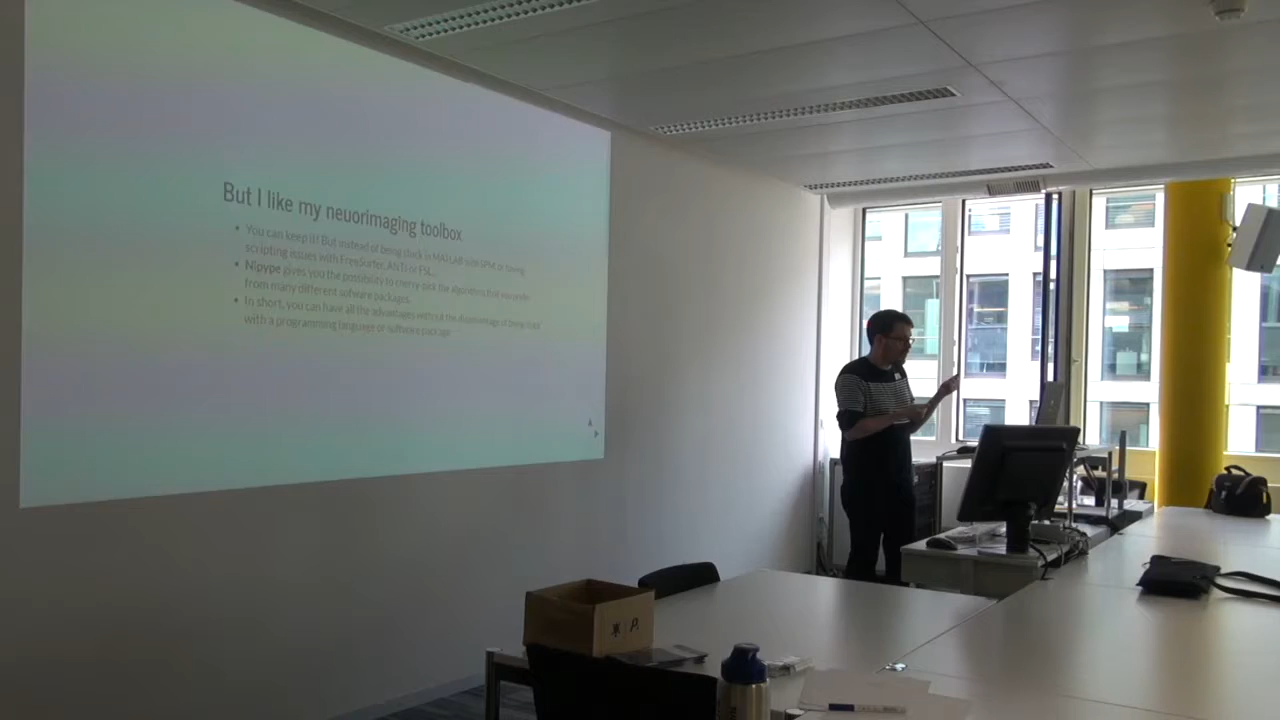 But I like my neuorimaging toolbox
You can keep it! But instead of being stuck in MATLAB with SPM, or having
scripting issues with FreeSurfer, ANTs or FSL...
Nipype gives you the possibility to cherry-pick the algorithms that you prefer
from many different software packages.
In short, you can have all the advantages without the disadvantage of being stuck
with a programming language or software package
P.